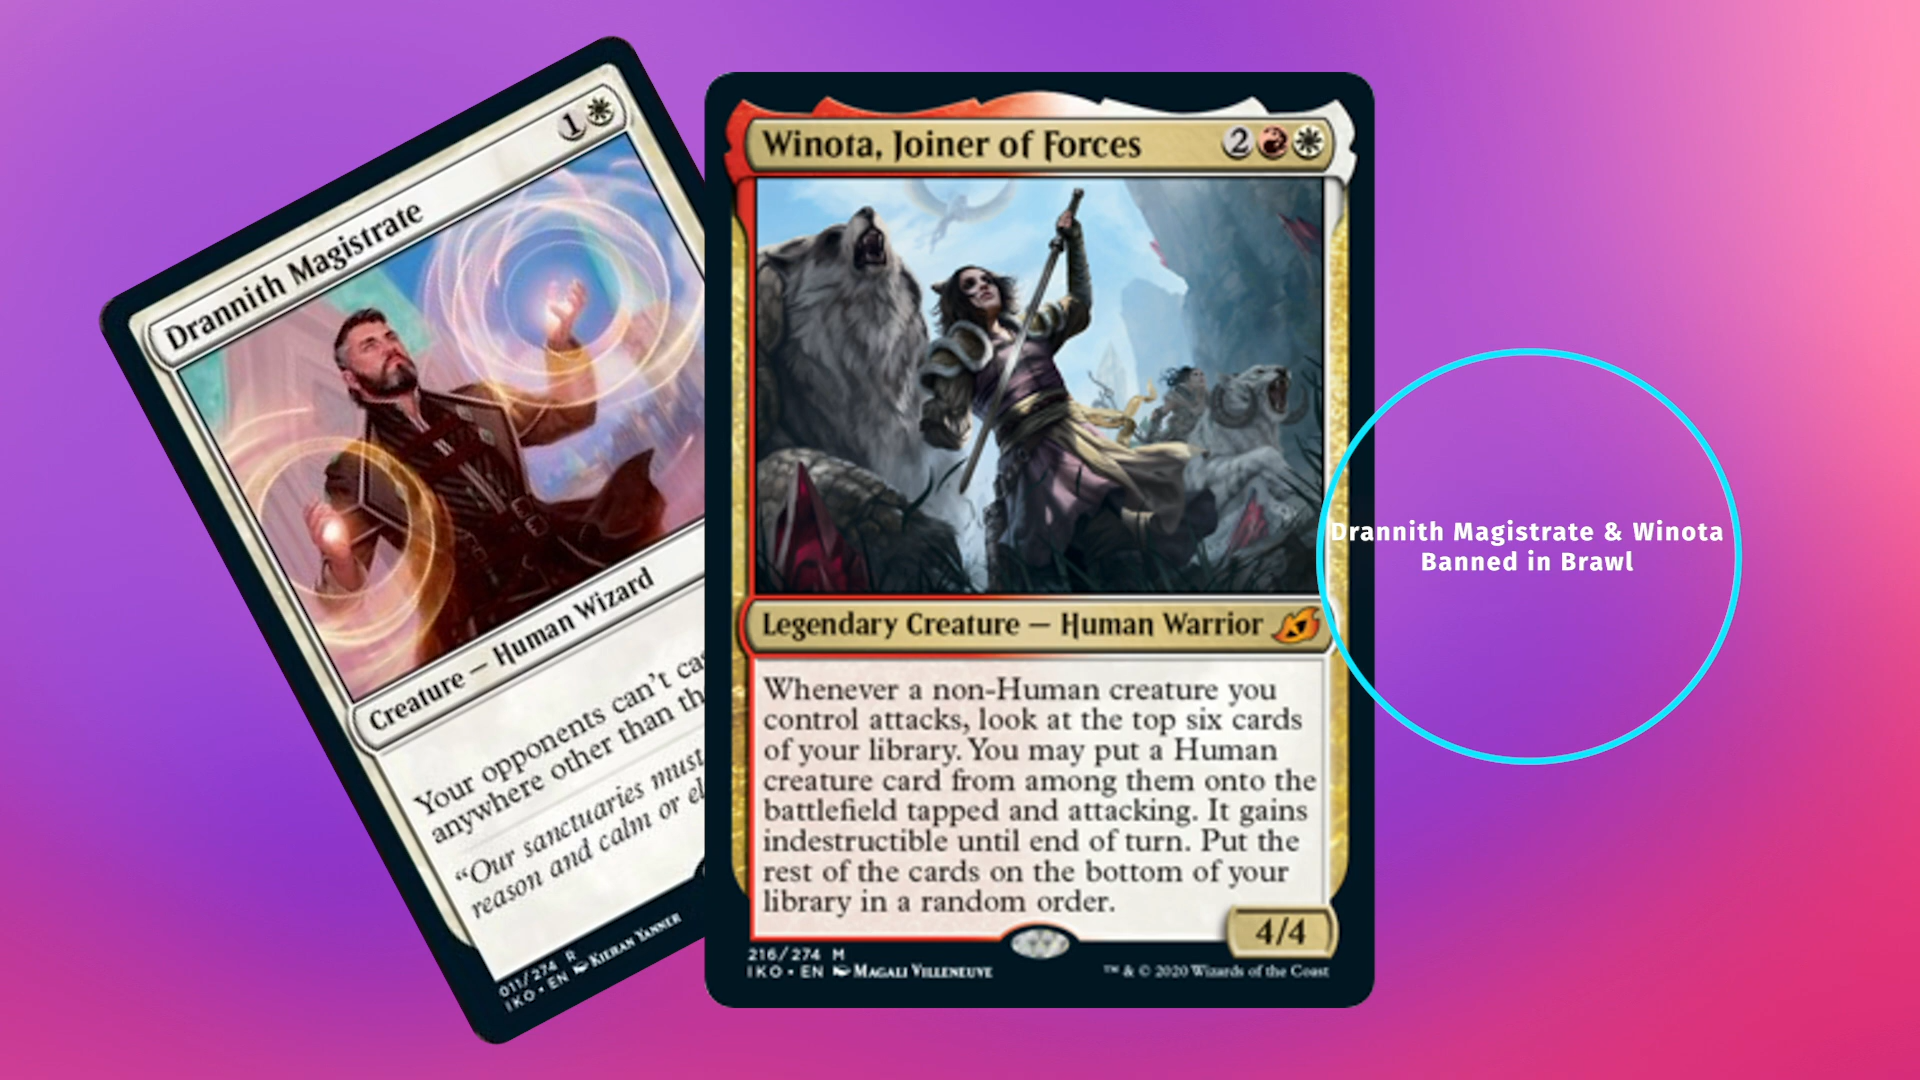 Drannith Magistrate
1
Creature — Human Wizard
Your opponents can't
anywhere other than
"Our sanctuaries must
reason and calm or
011/274 R
IKO • EN Kieran Yanner
Winota, Joiner of Forces
2
Legendary Creature — Human Warrior
Whenever a non-Human creature you
control attacks, look at the top six cards
of your library. You may put a Human
creature card from among them onto the
battlefield tapped and attacking. It gains
indestructible until end of turn. Put the
rest of the cards on the bottom of your
library in a random order.
4/4
216/274 M
IKO • EN Magali Villeneuve
™ & © 2020 Wizards of the Coast
Drannith Magistrate & Winota
Banned in Brawl